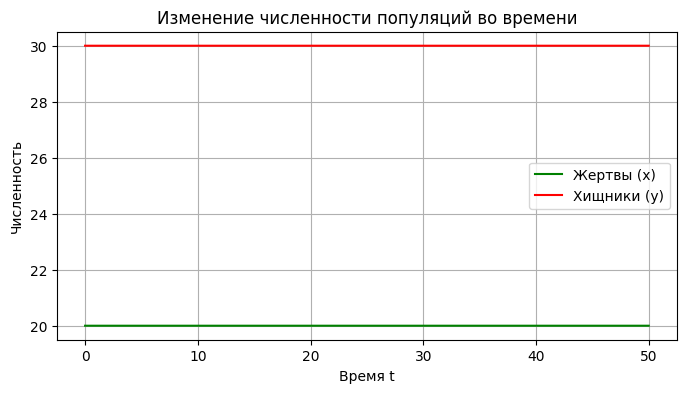 Изменение численности популяций во времени
Численность
30
28
26
24
22
20
Жертвы (x)
Хищники (y)
0 10 20 30 40 50
Время t